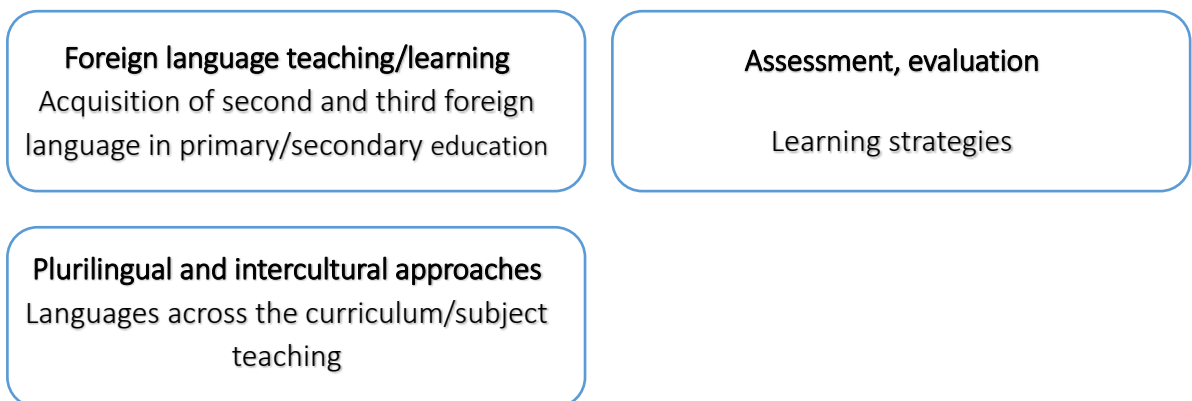 Foreign language teaching/learning
Acquisition of second and third foreign
language in primary/secondary education
Assessment, evaluation
Learning strategies
Plurilingual and intercultural approaches
Languages across the curriculum/subject
teaching